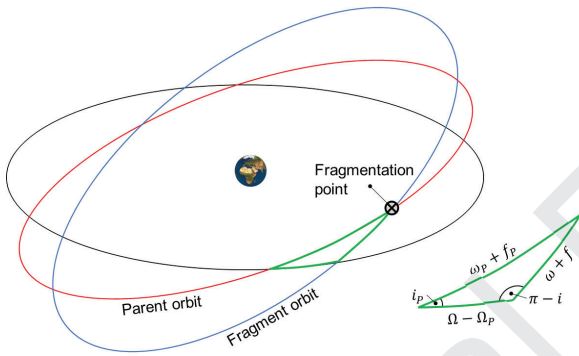 Fragmentation
point
Parent orbit
Fragment orbit
ω_P + f_P
ω + f
i_P
π − i
Ω − Ω_P